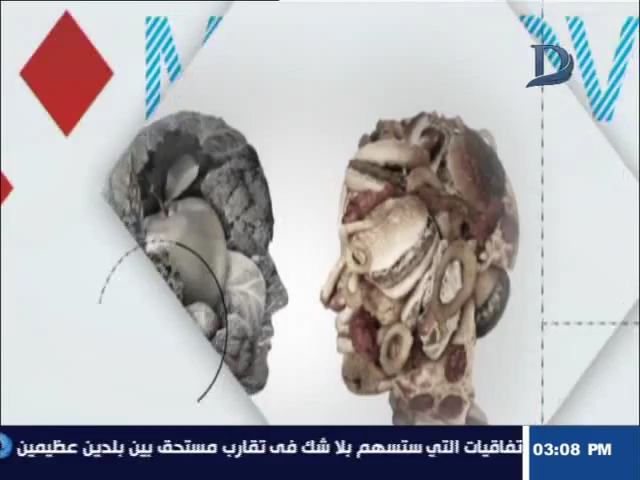 D
تفاقيات التي ستسهم بلا شك فى تقارب مستحق بين بلدين عظيمين
03:08 PM